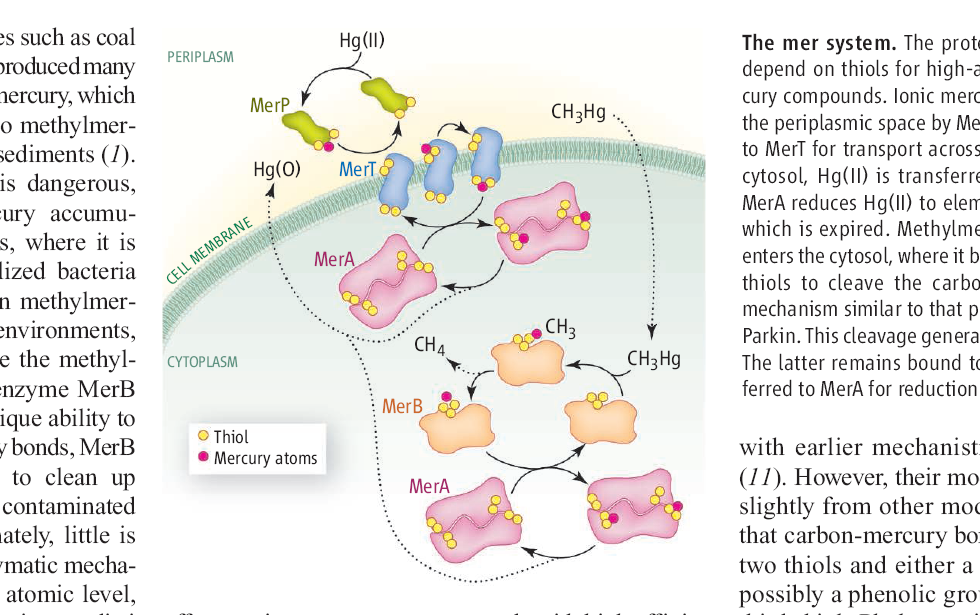 es such as coal
produced many
mercury, which
o methylmer-
sediments (1).
is dangerous,
cury accumu-
s, where it is
lized bacteria
n methylmer-
environments,
e the methyl-
enzyme MerB
ique ability to
y bonds, MerB
to clean up
contaminated
nately, little is
ymatic mecha-
atomic level,
PERIPLASM
Hg(II)
MerP
CH3Hg
Hg(O)
MerT
CELL MEMBRANE
MerA
CYTOPLASM
CH3
CH4
CH3Hg
MerB
Thiol
Mercury atoms
MerA
The mer system. The prote
depend on thiols for high-a
cury compounds. Ionic merc
the periplasmic space by Me
to MerT for transport across
cytosol, Hg(II) is transferre
MerA reduces Hg(II) to elem
which is expired. Methylme
enters the cytosol, where it b
thiols to cleave the carbo
mechanism similar to that p
Parkin. This cleavage genera
The latter remains bound to
ferred to MerA for reduction
with earlier mechanisti
(11). However, their mo
slightly from other mod
that carbon-mercury bo
two thiols and either a
possibly a phenolic gro